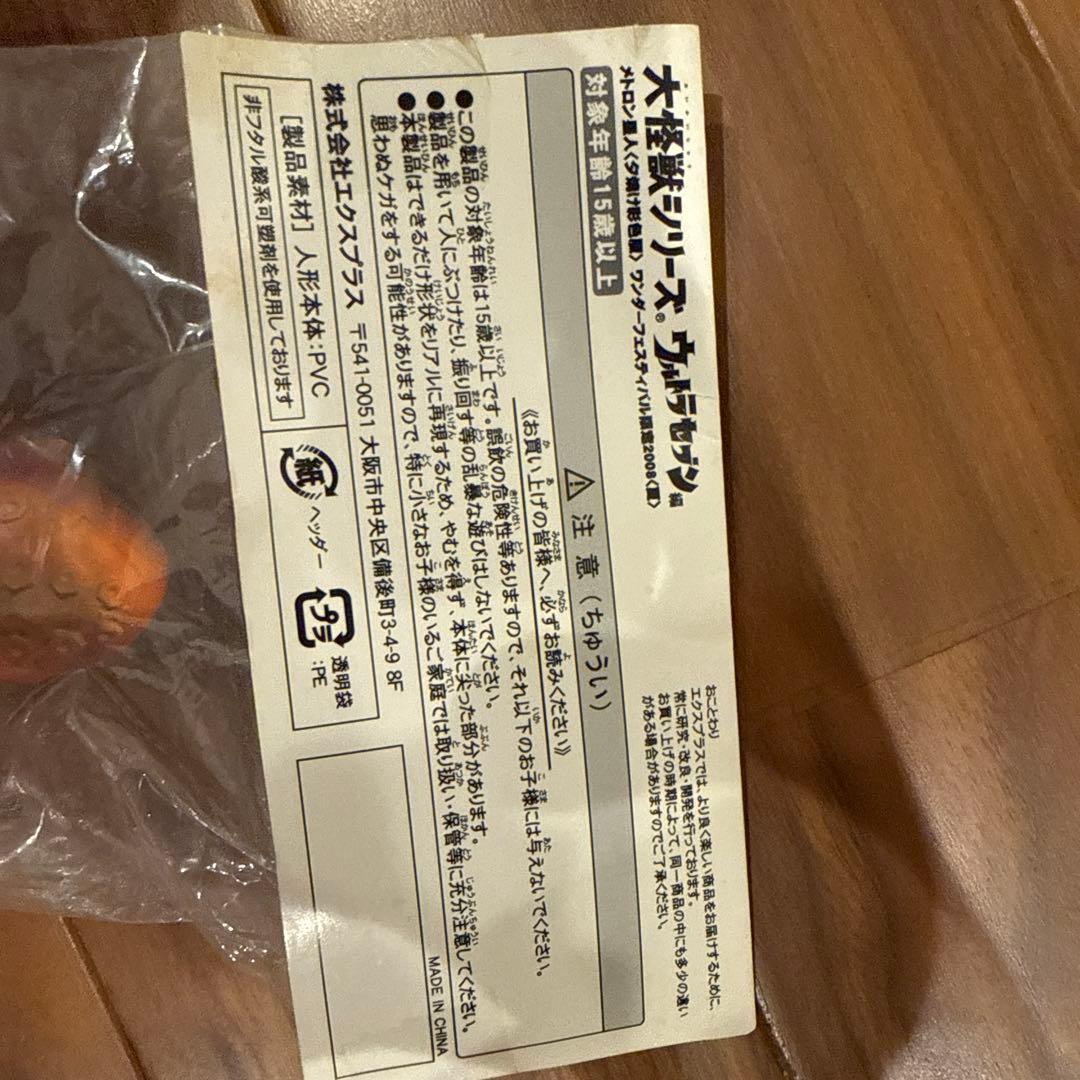 大怪獣シリーズ® ウルトラセブン編
メトロン星人〈夕焼け彩色版〉 ワンダーフェスティバル限定2008〈夏〉
対象年齢15歳以上
おことわり
エクスプラスでは、より良く楽しい商品をお届けするために、
常に研究・改良・開発を行っております。
お買い上げの時期によって、同一商品の中にも多少の違い
がある場合がありますのでご了承ください。
注意(ちゅうい)
《お買い上げの皆様へ、必ずお読みください》
●この製品の対象年齢は15歳以上です。誤飲の危険性等ありますので、それ以下のお子様には与えないでください。
●製品を用いて人にぶつけたり、振り回す等の乱暴な遊びはしないでください。
●本製品はできるだけ形状をリアルに再現するため、やむを得ず、本体に尖った部分があります。
思わぬケガをする可能性がありますので、特に小さなお子様のいるご家庭では取り扱い・保管等に充分注意してください。
株式会社エクスプラス 〒541-0051 大阪市中央区備後町3-4-9 8F
[製品素材] 人形本体:PVC
非フタル酸系可塑剤を使用しております
紙 ヘッダー
プラ 透明袋
:PE
MADE IN CHINA